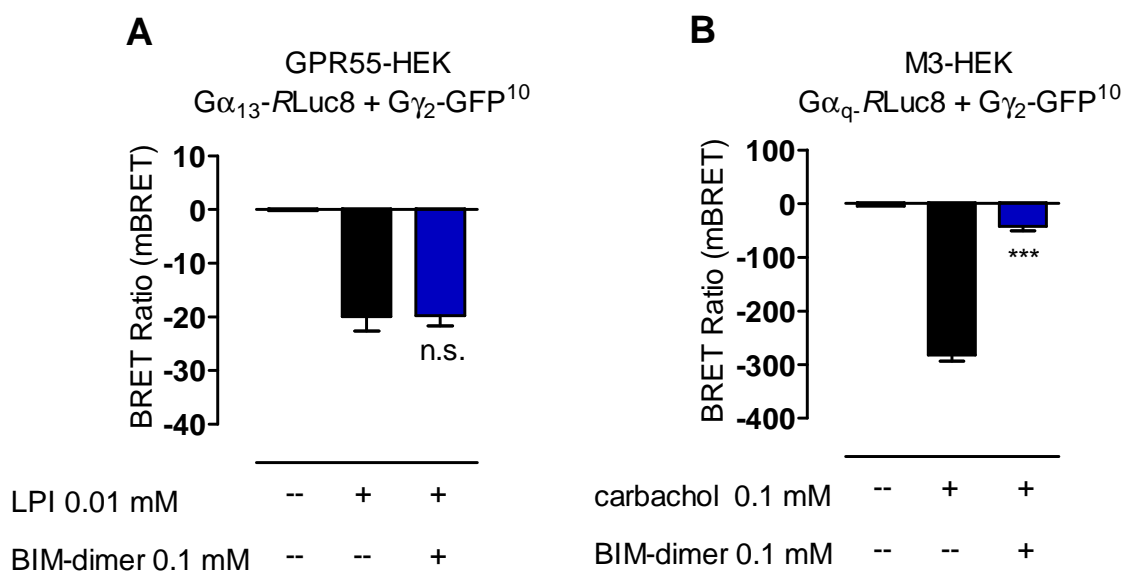 A
GPR55-HEK
Gα₁₃-RLuc8 + Gγ₂-GFP¹⁰
BRET Ratio (mBRET)
10
0
-10
-20
-30
-40
n.s.
LPI 0.01 mM -- + +
BIM-dimer 0.1 mM -- -- +
B
M3-HEK
Gα_q-RLuc8 + Gγ₂-GFP¹⁰
BRET Ratio (mBRET)
100
0
-100
-200
-300
-400
***
carbachol 0.1 mM -- + +
BIM-dimer 0.1 mM -- -- +